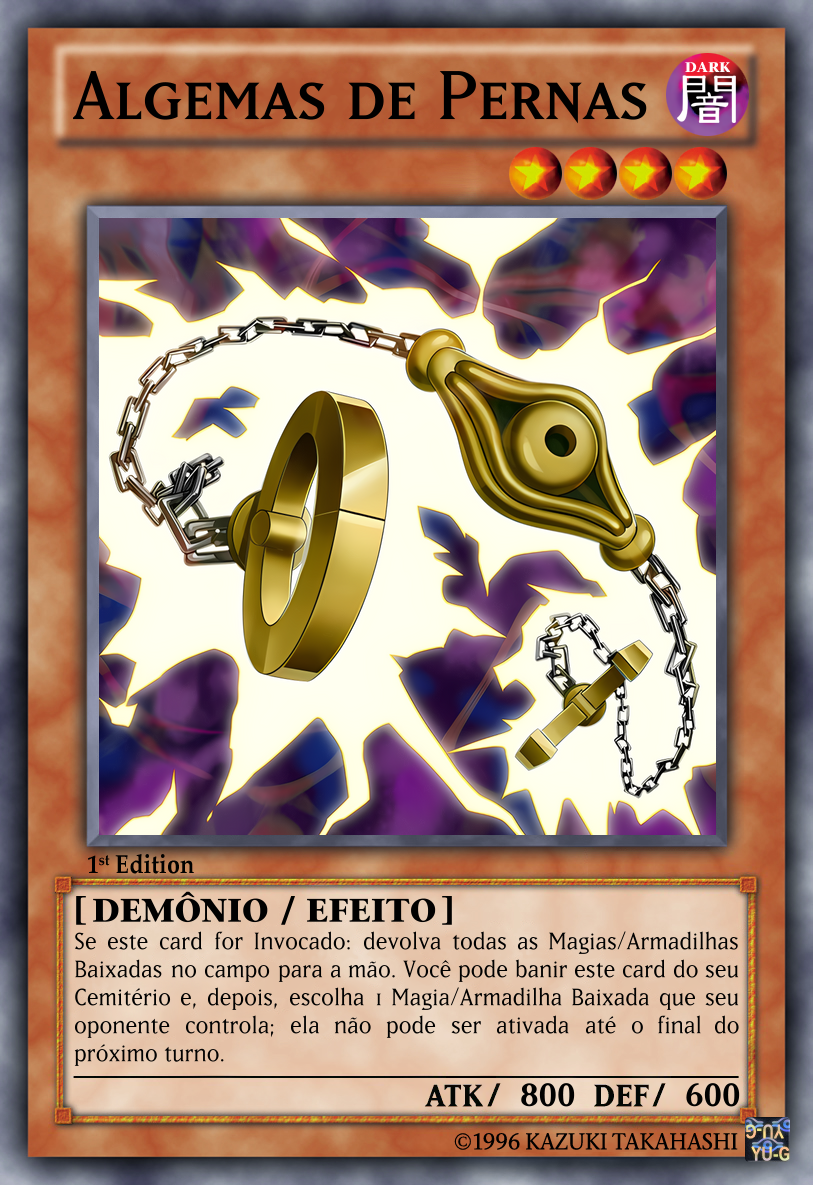 ALGEMAS DE PERNAS
DARK
闇
1st Edition
[ DEMÔNIO / EFEITO ]
Se este card for Invocado: devolva todas as Magias/Armadilhas
Baixadas no campo para a mão. Você pode banir este card do seu
Cemitério e, depois, escolha 1 Magia/Armadilha Baixada que seu
oponente controla; ela não pode ser ativada até o final do
próximo turno.
ATK/ 800 DEF/ 600
©1996 KAZUKI TAKAHASHI
YU-G
YU-G